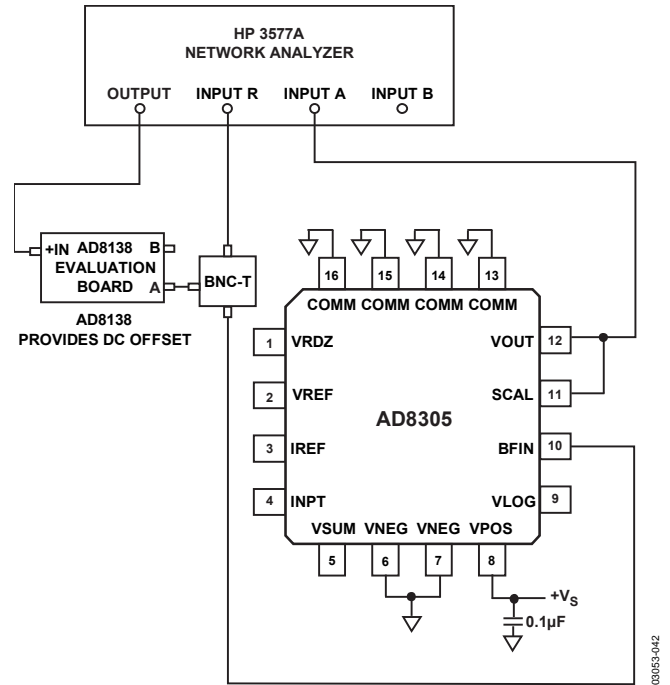 HP 3577A
NETWORK ANALYZER
OUTPUT INPUT R INPUT A INPUT B
+IN AD8138 B
EVALUATION
BOARD A
BNC-T
AD8138
PROVIDES DC OFFSET
16 15 14 13
COMM COMM COMM COMM
1 VRDZ
VOUT 12
2 VREF
SCAL 11
AD8305
3 IREF
BFIN 10
4 INPT
VLOG 9
VSUM VNEG VNEG VPOS
5 6 7 8
+VS
0.1µF
03053-042